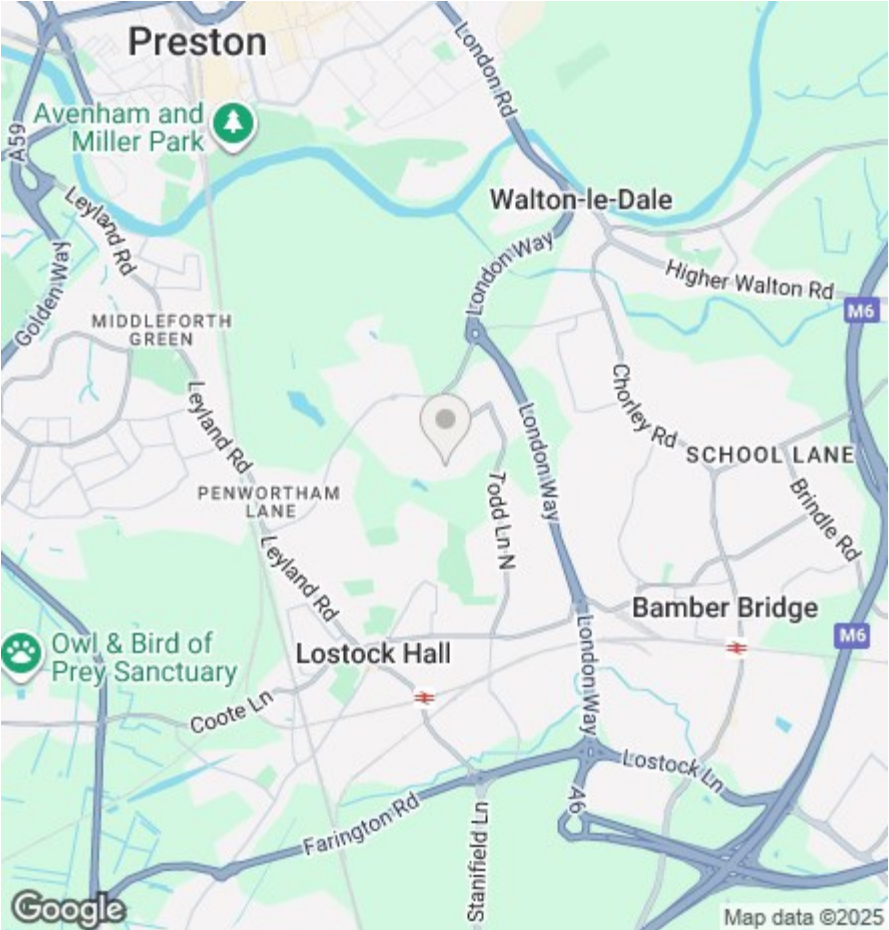 Preston
London Rd
Avenham and
Miller Park
A59
Walton-le-Dale
Leyland Rd
London Way
Golden Way
Higher Walton Rd
M6
MIDDLEFORTH
GREEN
Leyland Rd
Chorley Rd
London Way
SCHOOL LANE
PENWORTHAM
LANE
Todd Ln N
Brindle Rd
Leyland Rd
Bamber Bridge
M6
Owl & Bird of
Prey Sanctuary
Lostock Hall
London Way
Coote Ln
Lostock Ln
A6
Farington Rd
Stanifield Ln
Google
Map data ©2025